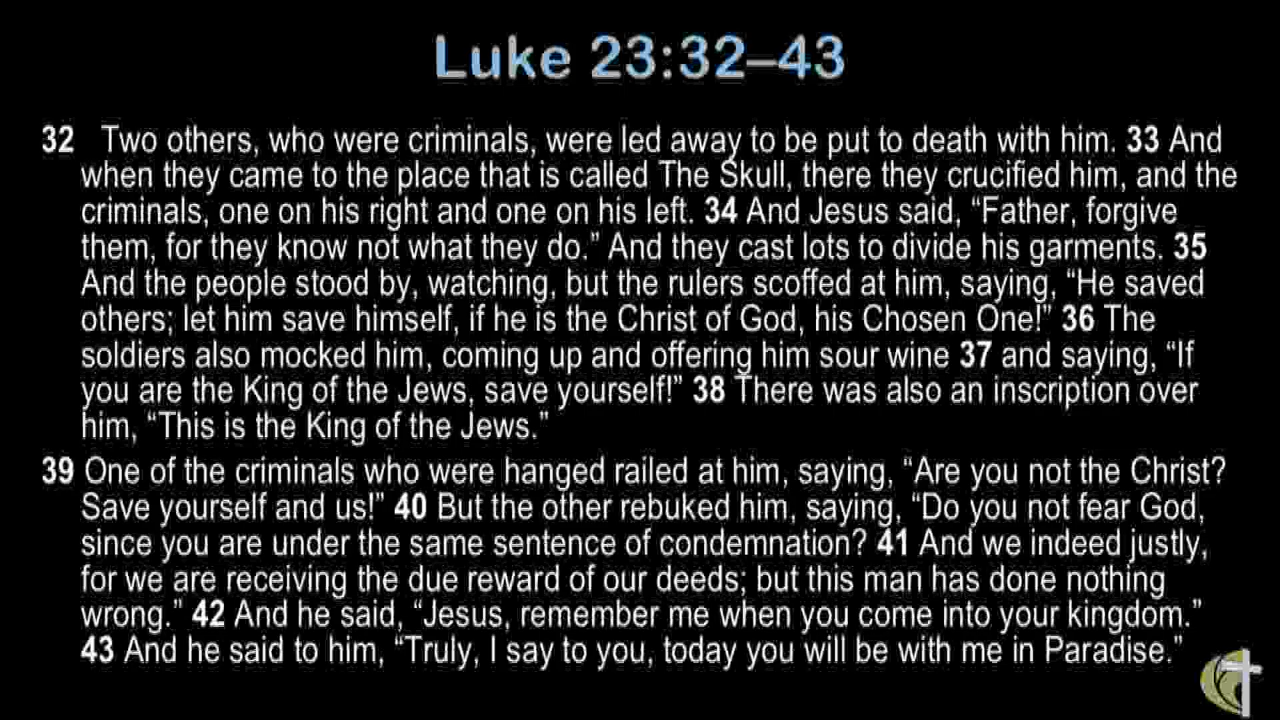 Luke 23:32–43
32 Two others, who were criminals, were led away to be put to death with him. 33 And
when they came to the place that is called The Skull, there they crucified him, and the
criminals, one on his right and one on his left. 34 And Jesus said, “Father, forgive
them, for they know not what they do.” And they cast lots to divide his garments. 35
And the people stood by, watching, but the rulers scoffed at him, saying, “He saved
others; let him save himself, if he is the Christ of God, his Chosen One!” 36 The
soldiers also mocked him, coming up and offering him sour wine 37 and saying, “If
you are the King of the Jews, save yourself!” 38 There was also an inscription over
him, “This is the King of the Jews.”
39 One of the criminals who were hanged railed at him, saying, “Are you not the Christ?
Save yourself and us!” 40 But the other rebuked him, saying, “Do you not fear God,
since you are under the same sentence of condemnation? 41 And we indeed justly,
for we are receiving the due reward of our deeds; but this man has done nothing
wrong.” 42 And he said, “Jesus, remember me when you come into your kingdom.”
43 And he said to him, “Truly, I say to you, today you will be with me in Paradise.”